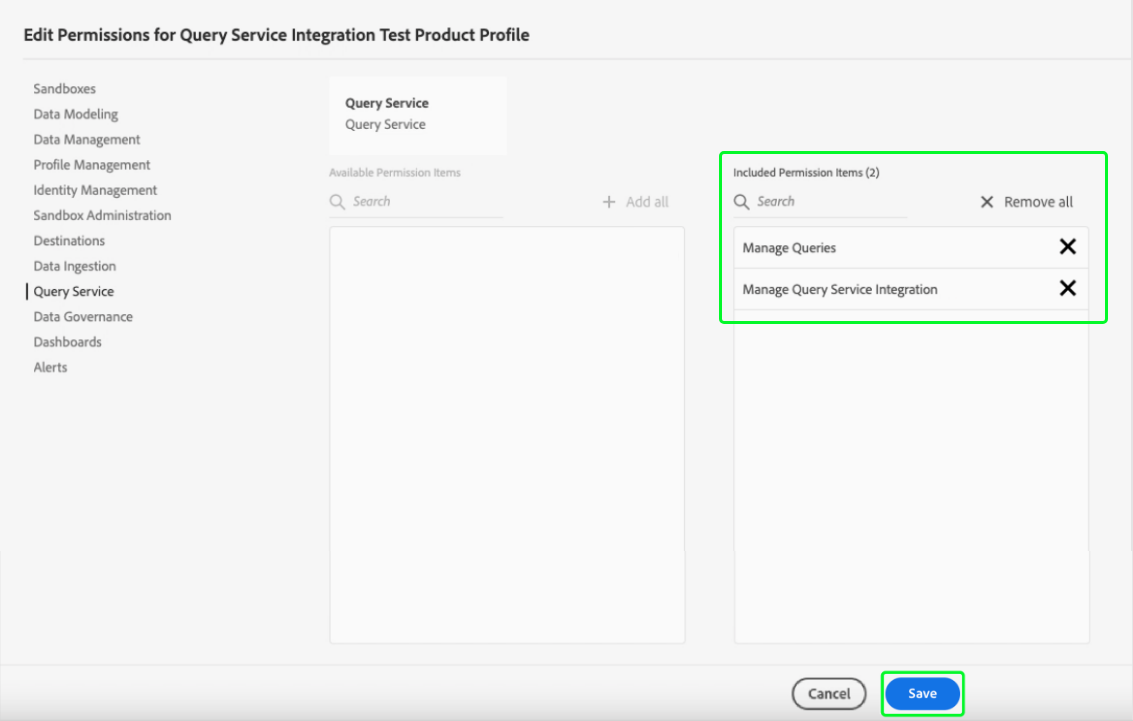 Edit Permissions for Query Service Integration Test Product Profile
Sandboxes
Data Modeling
Data Management
Profile Management
Identity Management
Sandbox Administration
Destinations
Data Ingestion
Query Service
Data Governance
Dashboards
Alerts
Query Service
Query Service
Available Permission Items
Search
Add all
Included Permission Items (2)
Search
Remove all
Manage Queries
Manage Query Service Integration
Cancel
Save